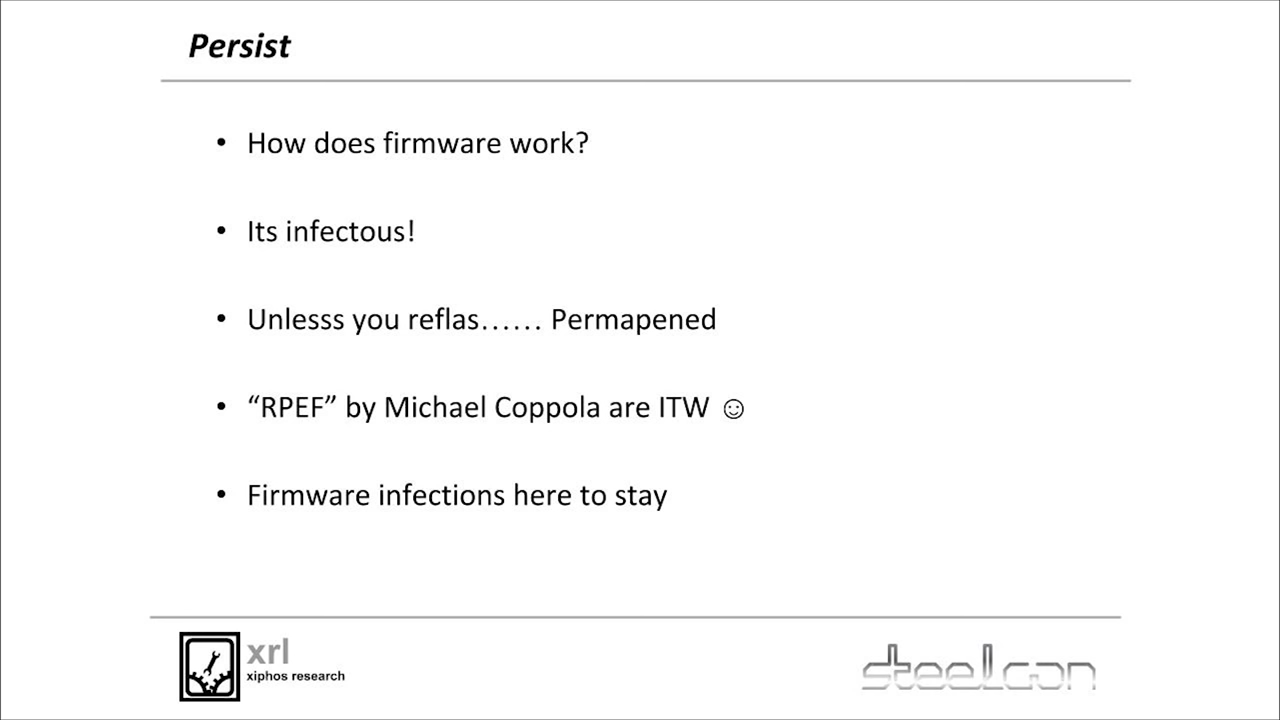 Persist
• How does firmware work?
• Its infectous!
• Unlesss you reflas…… Permapened
• “RPEF” by Michael Coppola are ITW ☺
• Firmware infections here to stay
xrl
xiphos research
steelcon